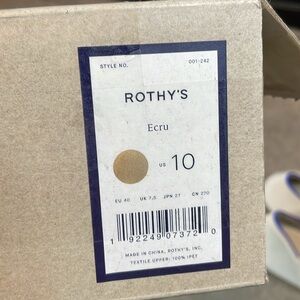 STYLE NO. 001-242
ROTHY'S
Ecru
US 10
EU 40 UK 7.5 JPN 27 CN 270
1 92249 07372 0
MADE IN CHINA, ROTHY'S, INC.
TEXTILE UPPER: 100% rPET